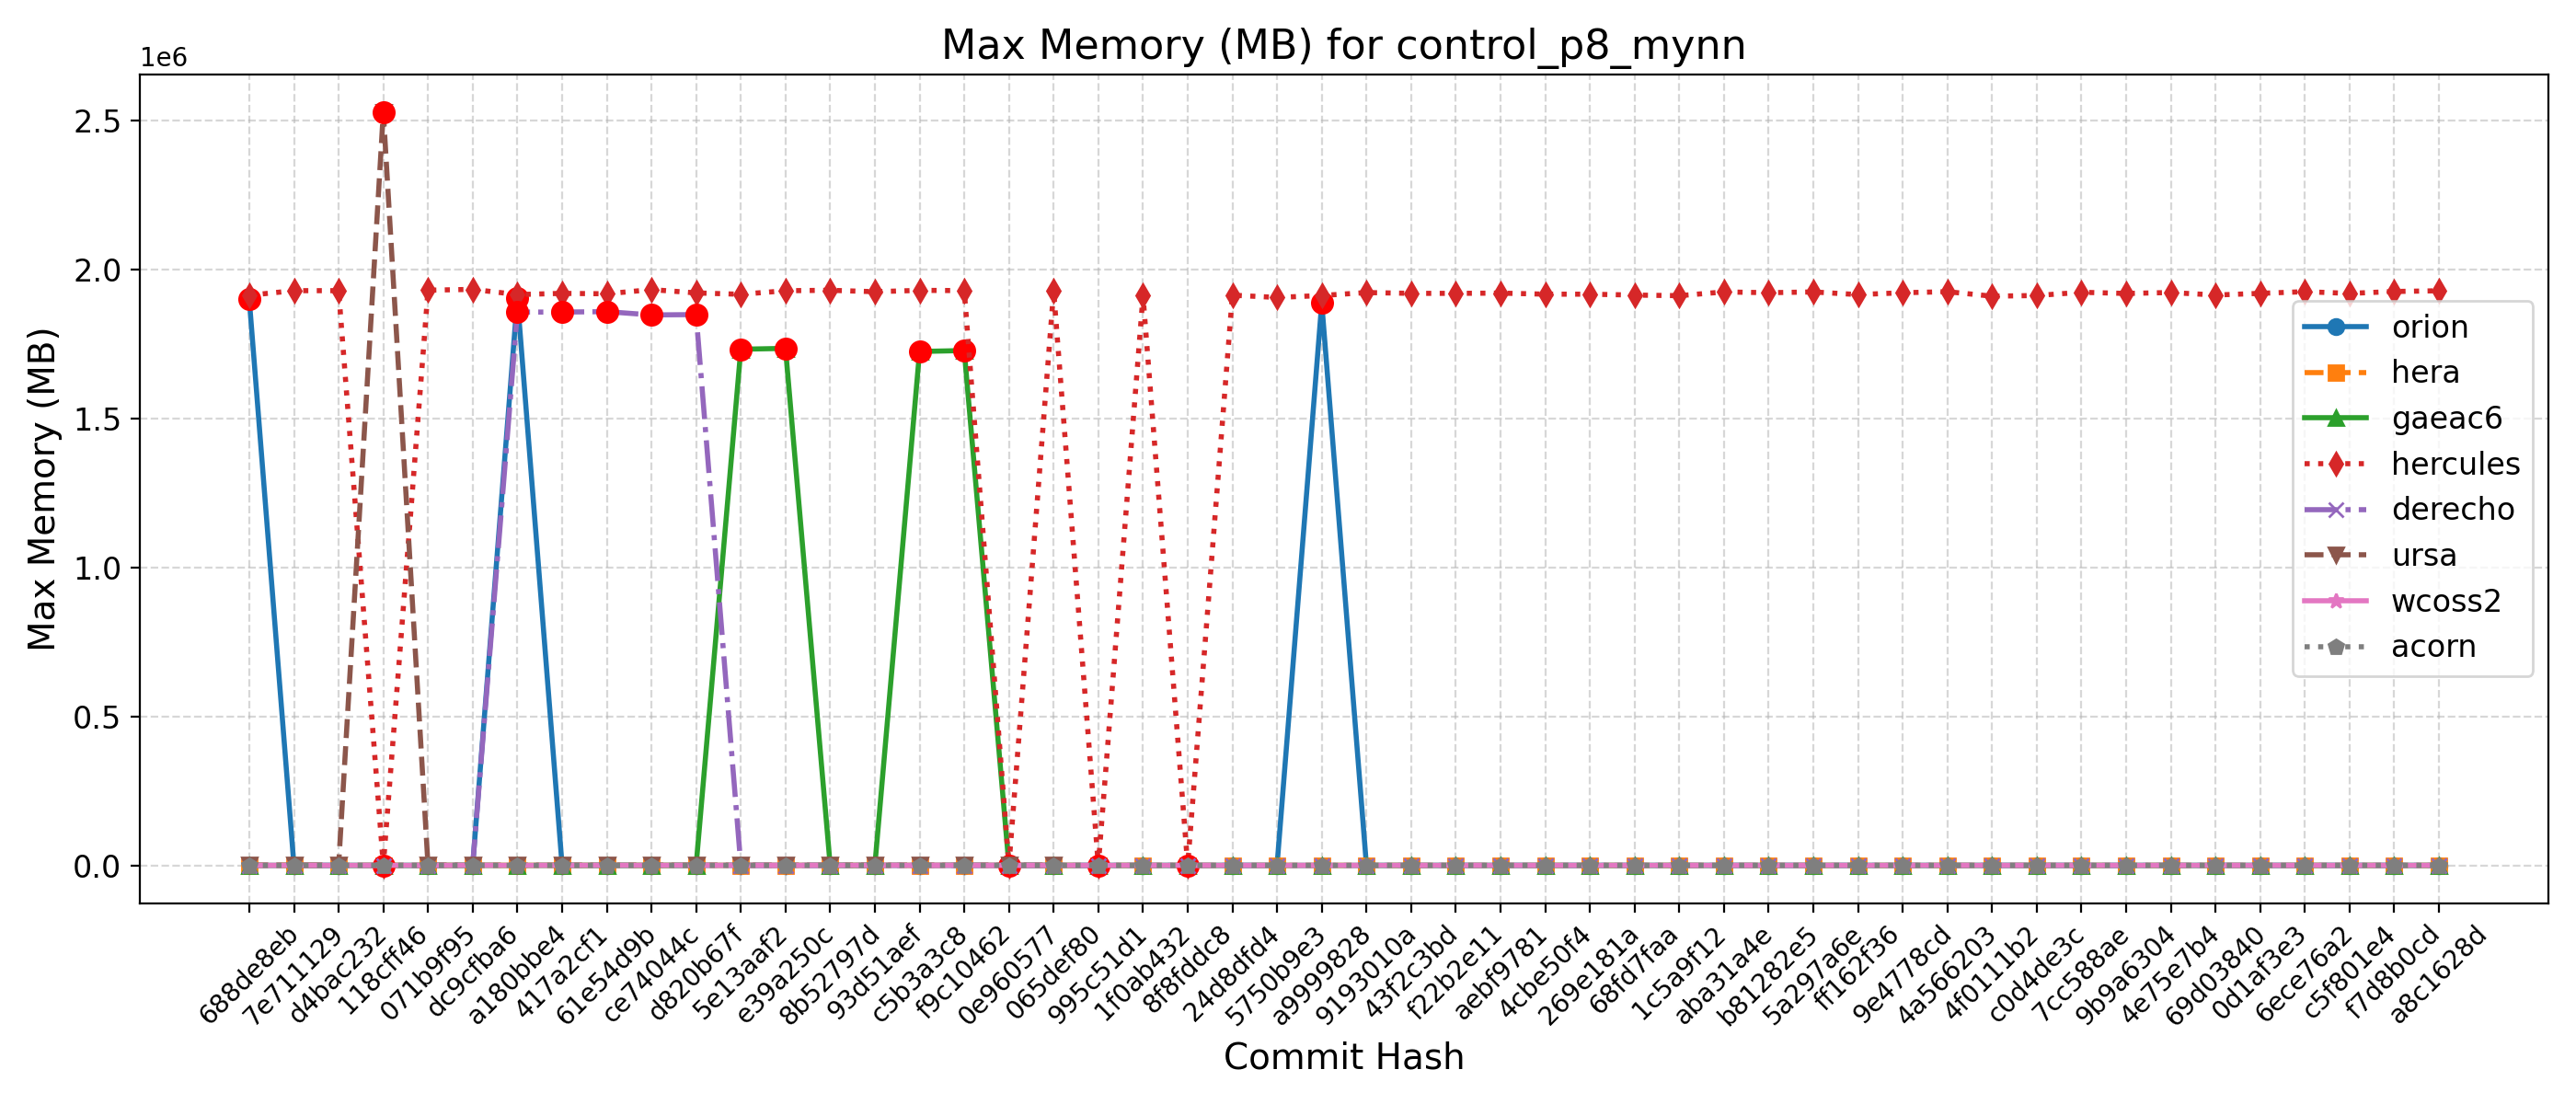 Max Memory (MB) for control_p8_mynn
1e6
2.5
2.0
1.5
1.0
0.5
0.0
Max Memory (MB)
orion
hera
gaeac6
hercules
derecho
ursa
wcoss2
acorn
688de8eb
7e711129
d4bac232
118cff46
071b9f95
dc9cfba6
a180bbe4
417a2cf1
61e54d9b
ce74044c
d820b67f
5e13aaf2
e39a250c
8b52797d
93d51aef
c5b3a3c8
f9c10462
0e960577
065def80
995c51d1
1f0ab432
8f8fddc8
24d8dfd4
5750b9e3
a9999828
9193010a
43f2c3bd
f22b2e11
aebf9781
4cbe50f4
269e181a
68fd7faa
1c5a9f12
aba31a4e
b81282e5
5a297a6e
ff162f36
9e4778cd
4a566203
4f0111b2
c0d4de3c
7cc588ae
9b9a6304
4e75e7b4
69d03840
0d1af3e3
6ece76a2
c5f801e4
f7d8b0cd
a8c1628d
Commit Hash